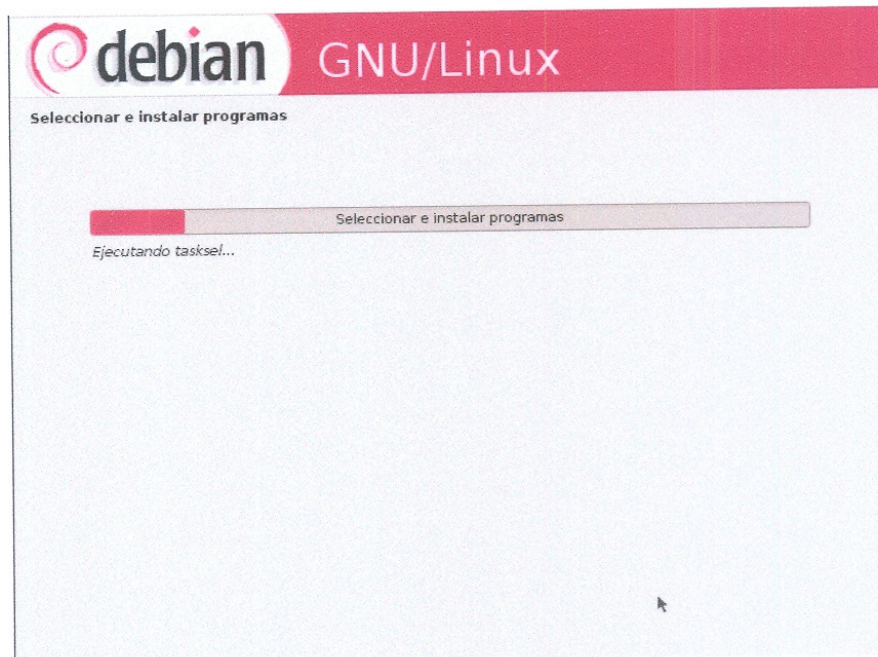 debian GNU/Linux
Seleccionar e instalar programas
Seleccionar e instalar programas
Ejecutando tasksel...